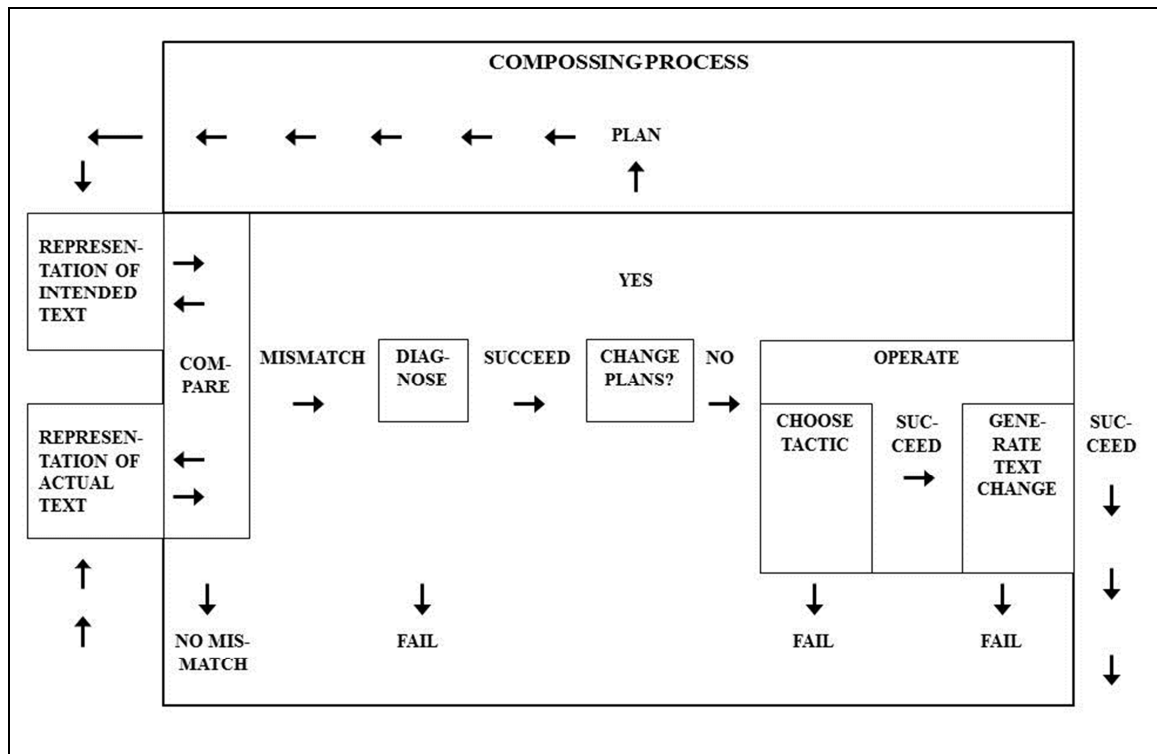 COMPOSSING PROCESS
PLAN
REPRESEN-
TATION OF
INTENDED
TEXT
YES
COM-
PARE
MISMATCH
DIAG-
NOSE
SUCCEED
CHANGE
PLANS?
NO
OPERATE
CHOOSE
TACTIC
SUC-
CEED
GENE-
RATE
TEXT
CHANGE
SUC-
CEED
REPRESEN-
TATION OF
ACTUAL
TEXT
NO MIS-
MATCH
FAIL
FAIL
FAIL